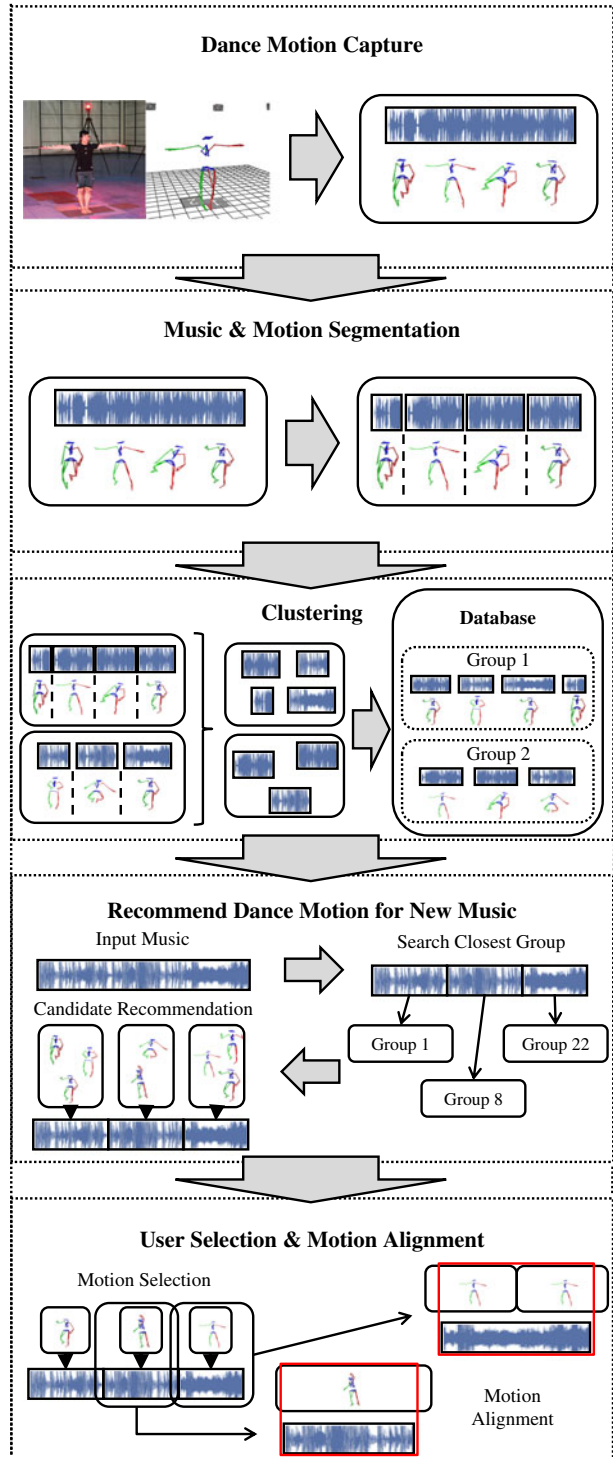 Dance Motion Capture
Music & Motion Segmentation
Clustering
Database
Group 1
Group 2
Recommend Dance Motion for New Music
Input Music
Search Closest Group
Candidate Recommendation
Group 1
Group 22
Group 8
User Selection & Motion Alignment
Motion Selection
Motion
Alignment